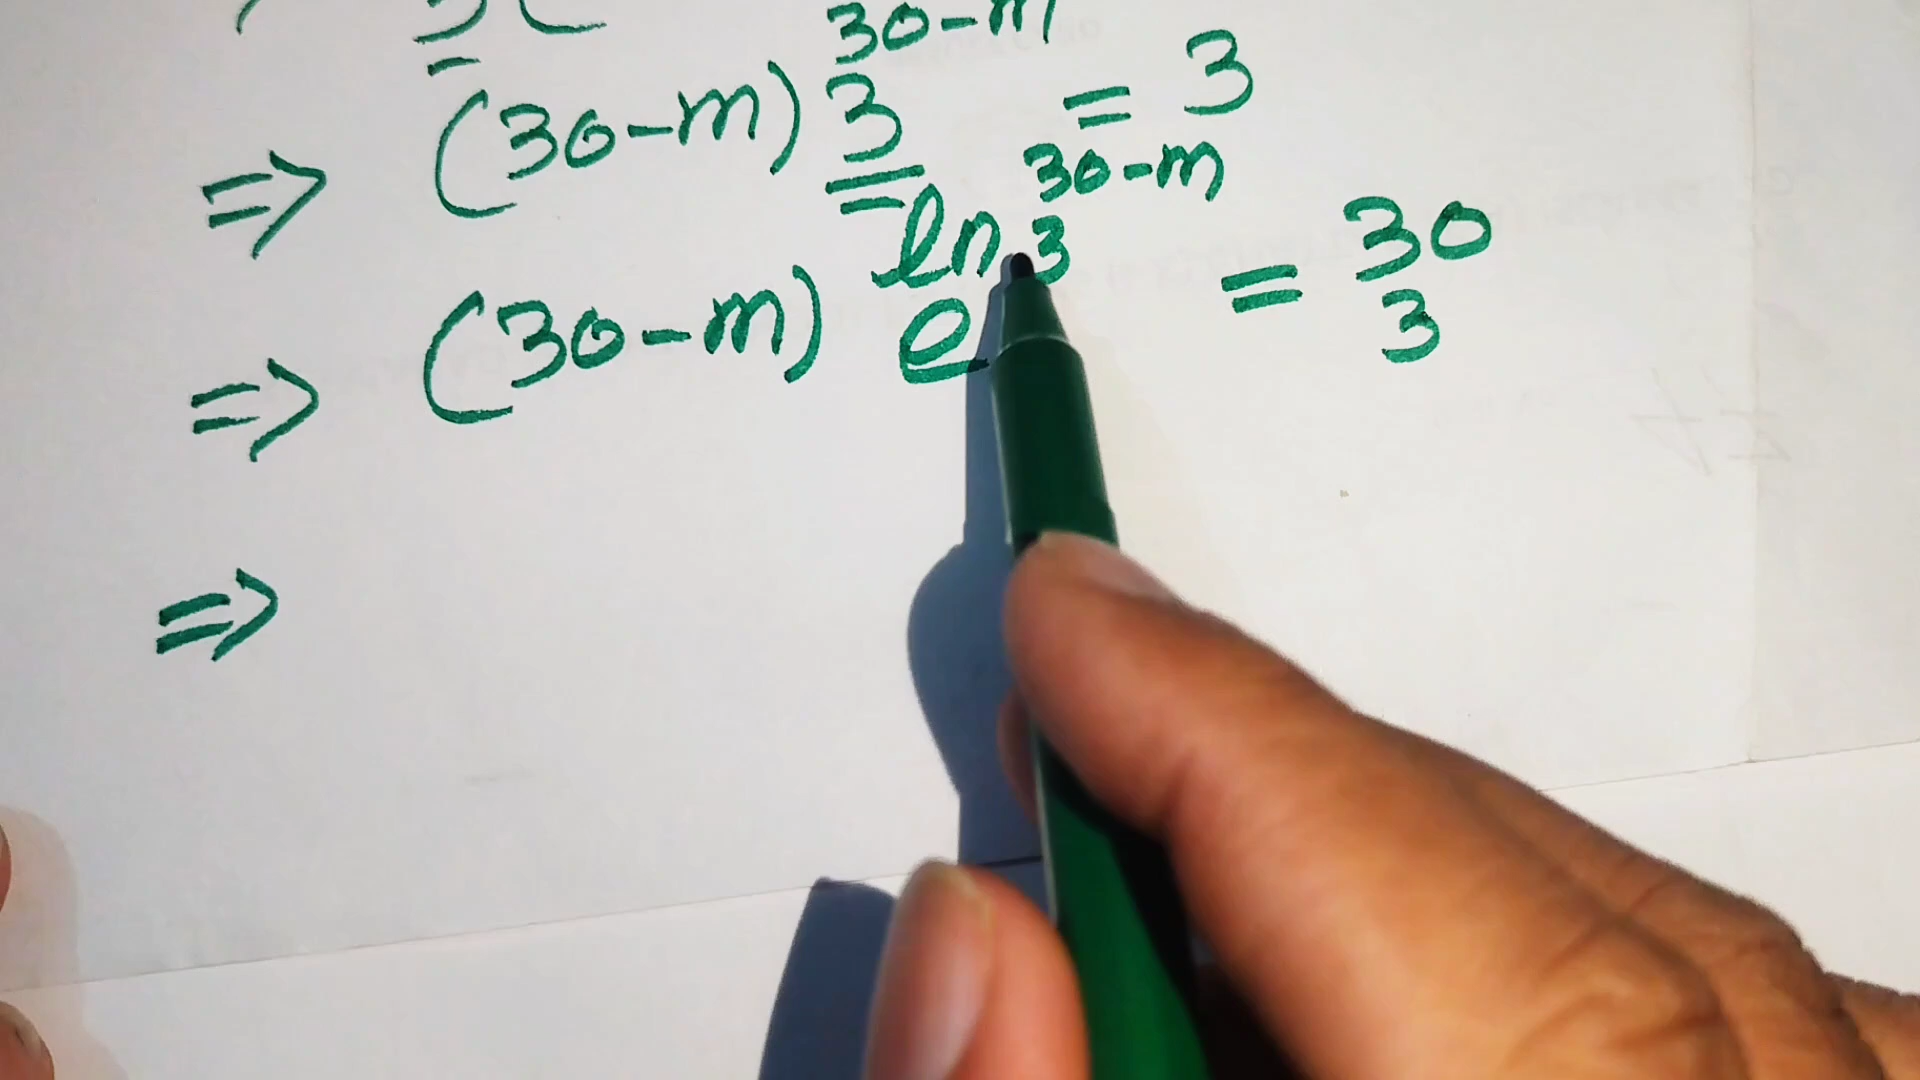 30-m
=> (30-m) 3 = 3
30-m
ln 3 30
=> (30-m) e = 3
=>